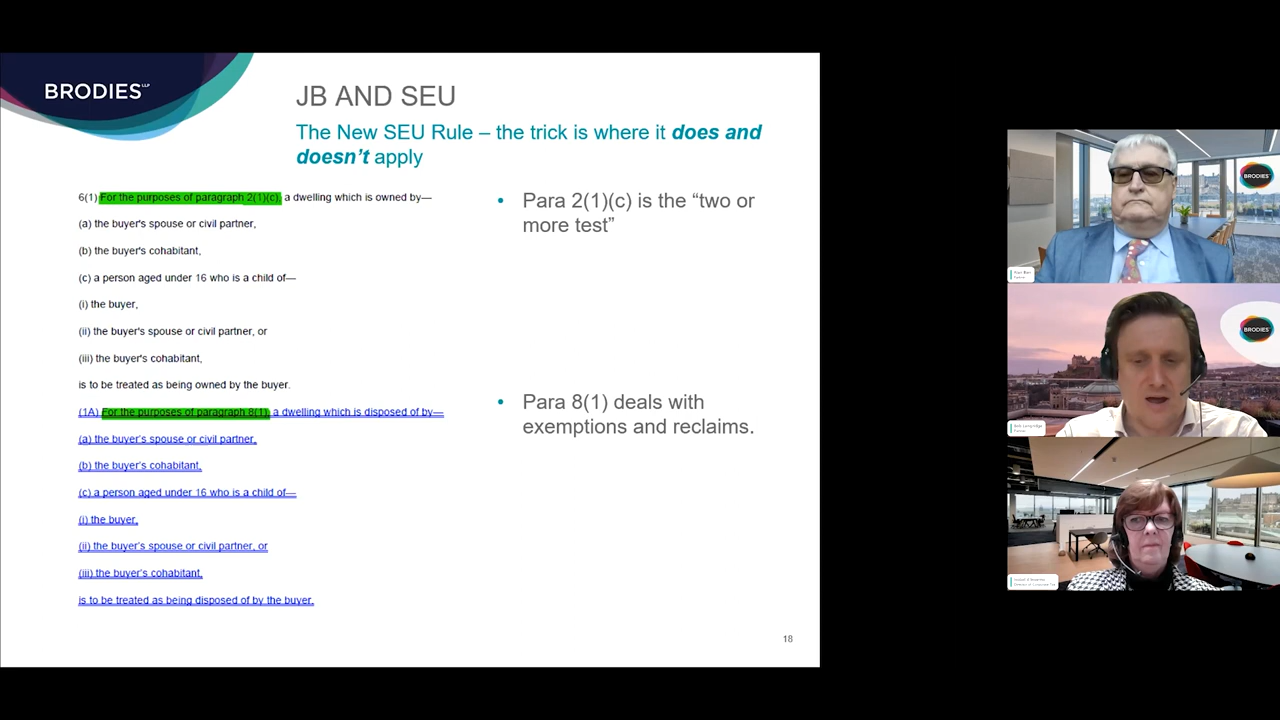 BRODIES LLP
JB AND SEU
The New SEU Rule – the trick is where it does and
doesn't apply
6(1) For the purposes of paragraph 2(1)(c), a dwelling which is owned by—
(a) the buyer's spouse or civil partner,
(b) the buyer's cohabitant,
(c) a person aged under 16 who is a child of—
(i) the buyer,
(ii) the buyer's spouse or civil partner, or
(iii) the buyer's cohabitant,
is to be treated as being owned by the buyer.
(1A) For the purposes of paragraph 8(1), a dwelling which is disposed of by—
(a) the buyer's spouse or civil partner,
(b) the buyer's cohabitant,
(c) a person aged under 16 who is a child of—
(i) the buyer,
(ii) the buyer's spouse or civil partner, or
(iii) the buyer's cohabitant,
is to be treated as being disposed of by the buyer.
• Para 2(1)(c) is the “two or
more test”
• Para 8(1) deals with
exemptions and reclaims.
18
BRODIES
BRODIES
BRODIES